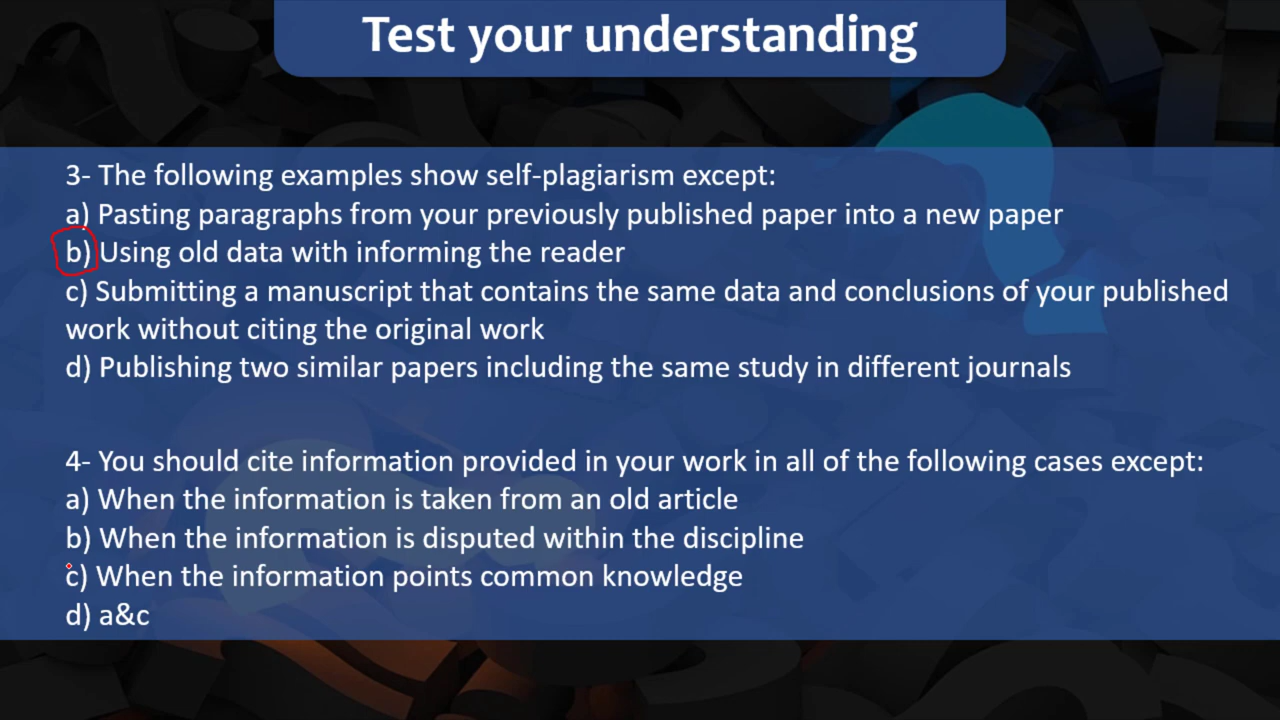 Test your understanding
3- The following examples show self-plagiarism except:
a) Pasting paragraphs from your previously published paper into a new paper
b) Using old data with informing the reader
c) Submitting a manuscript that contains the same data and conclusions of your published
work without citing the original work
d) Publishing two similar papers including the same study in different journals
4- You should cite information provided in your work in all of the following cases except:
a) When the information is taken from an old article
b) When the information is disputed within the discipline
c) When the information points common knowledge
d) a&c